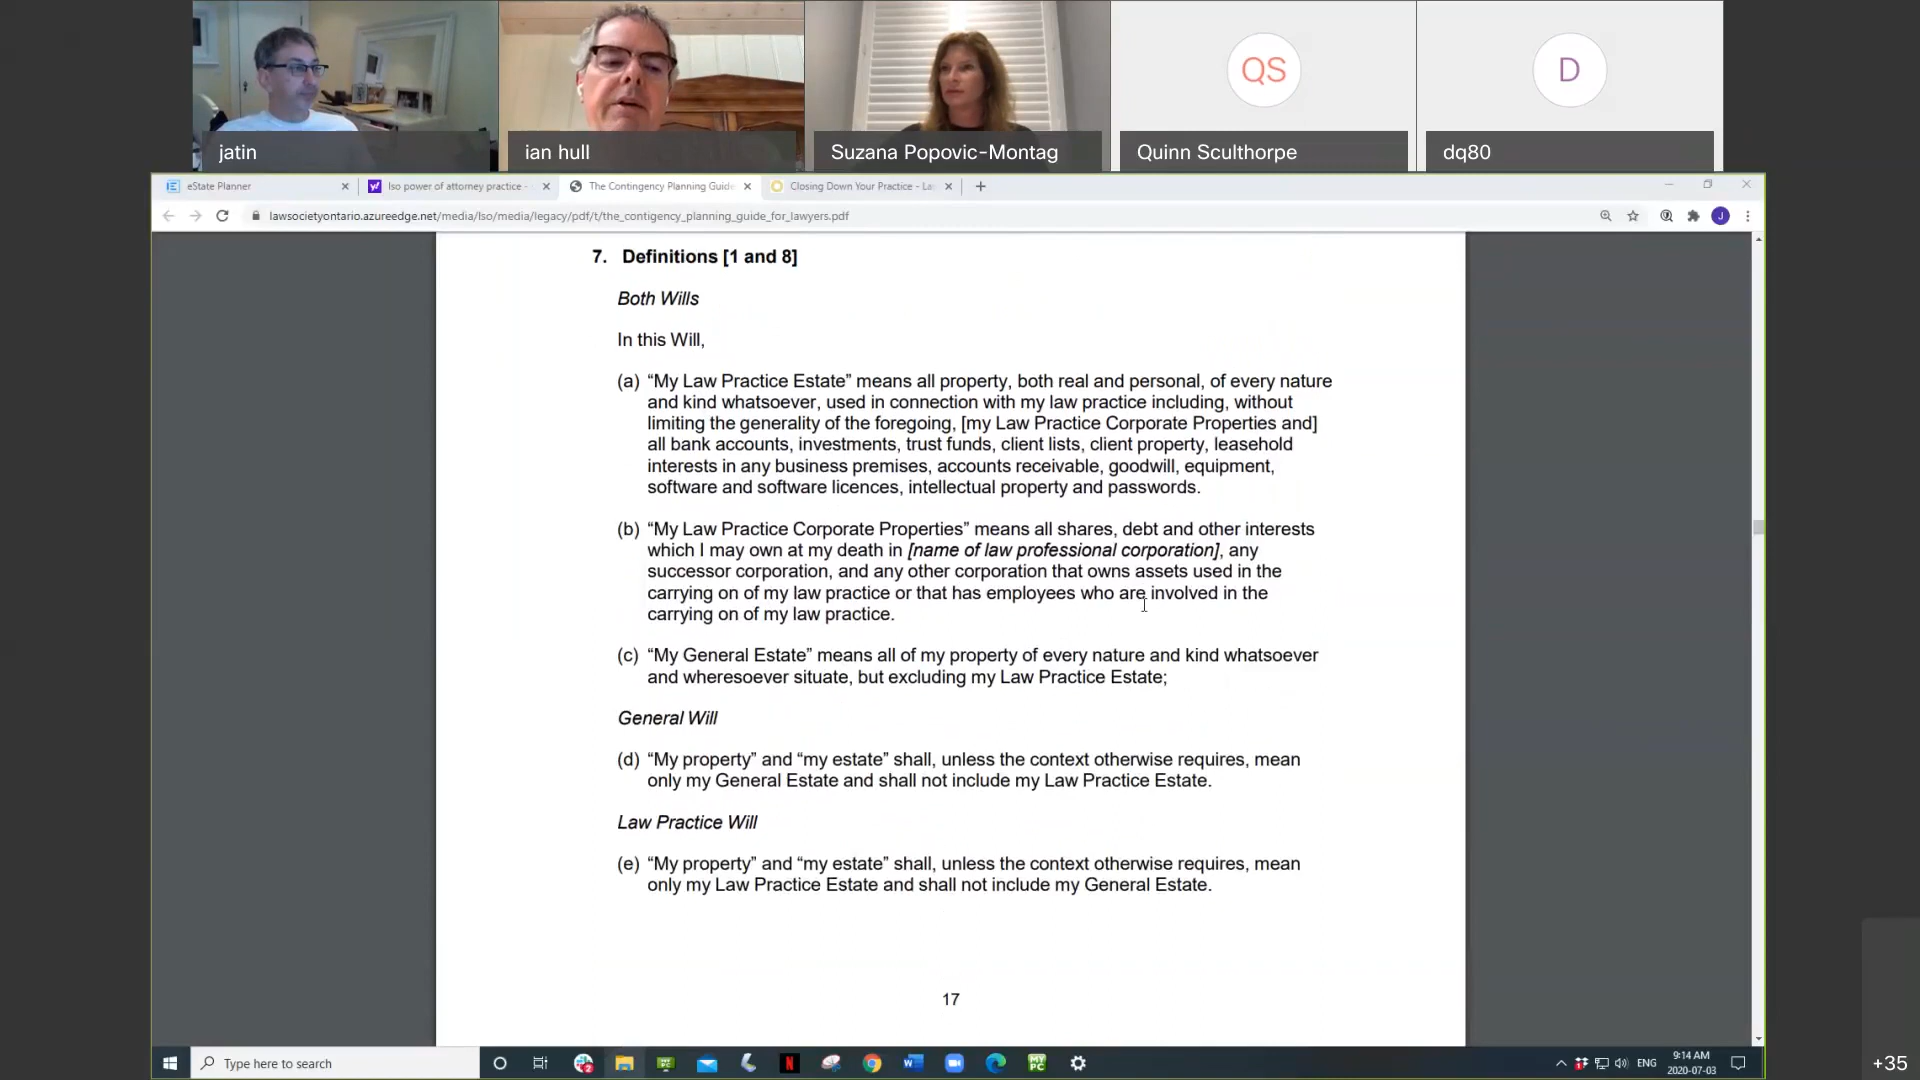 QS
D
jatin
ian hull
Suzana Popovic-Montag
Quinn Sculthorpe
dq80
eState Planner
lso power of attorney practice -
The Contingency Planning Guide
Closing Down Your Practice - La
lawsocietyontario.azureedge.net/media/lso/media/legacy/pdf/t/the_contigency_planning_guide_for_lawyers.pdf
J
7. Definitions [1 and 8]
Both Wills
In this Will,
(a) “My Law Practice Estate” means all property, both real and personal, of every nature
and kind whatsoever, used in connection with my law practice including, without
limiting the generality of the foregoing, [my Law Practice Corporate Properties and]
all bank accounts, investments, trust funds, client lists, client property, leasehold
interests in any business premises, accounts receivable, goodwill, equipment,
software and software licences, intellectual property and passwords.
(b) “My Law Practice Corporate Properties” means all shares, debt and other interests
which I may own at my death in [name of law professional corporation], any
successor corporation, and any other corporation that owns assets used in the
carrying on of my law practice or that has employees who are involved in the
carrying on of my law practice.
(c) “My General Estate” means all of my property of every nature and kind whatsoever
and wheresoever situate, but excluding my Law Practice Estate;
General Will
(d) “My property” and “my estate” shall, unless the context otherwise requires, mean
only my General Estate and shall not include my Law Practice Estate.
Law Practice Will
(e) “My property” and “my estate” shall, unless the context otherwise requires, mean
only my Law Practice Estate and shall not include my General Estate.
17
Type here to search
ENG
9:14 AM
2020-07-03
+35